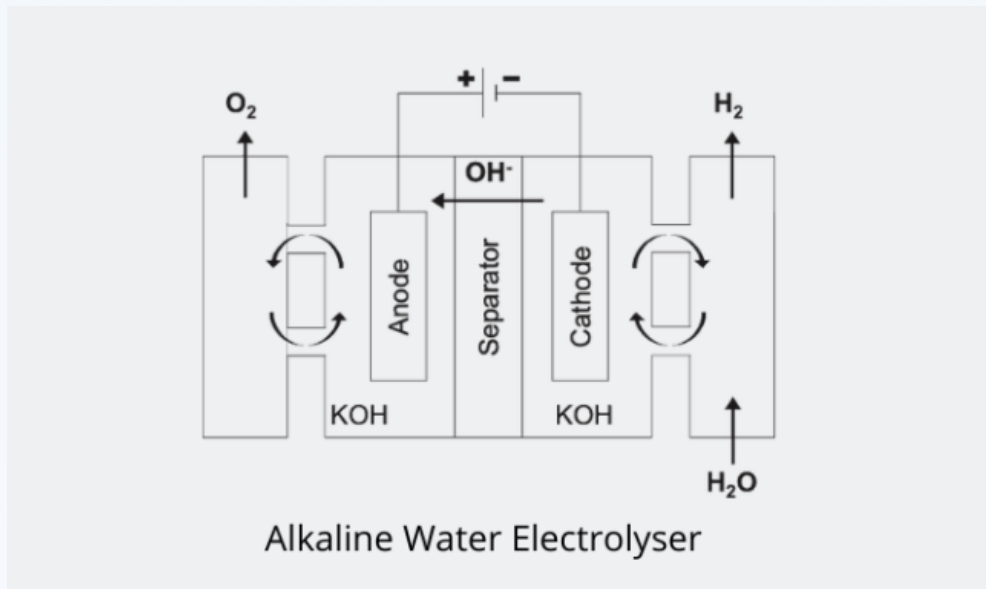 + −
O₂
H₂
OH⁻
Anode
Separator
Cathode
KOH
KOH
H₂O
Alkaline Water Electrolyser